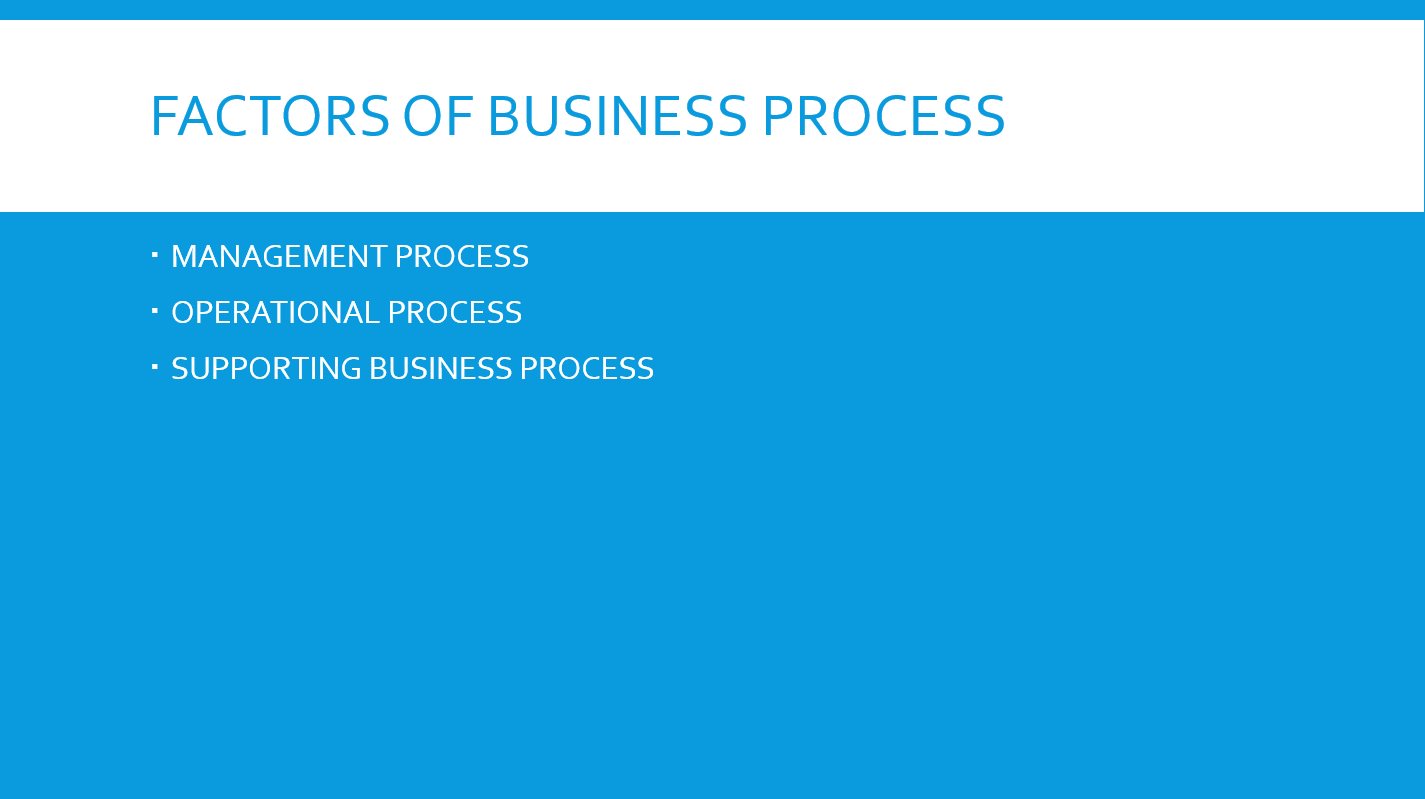 FACTORS OF BUSINESS PROCESS
▪ MANAGEMENT PROCESS
▪ OPERATIONAL PROCESS
▪ SUPPORTING BUSINESS PROCESS